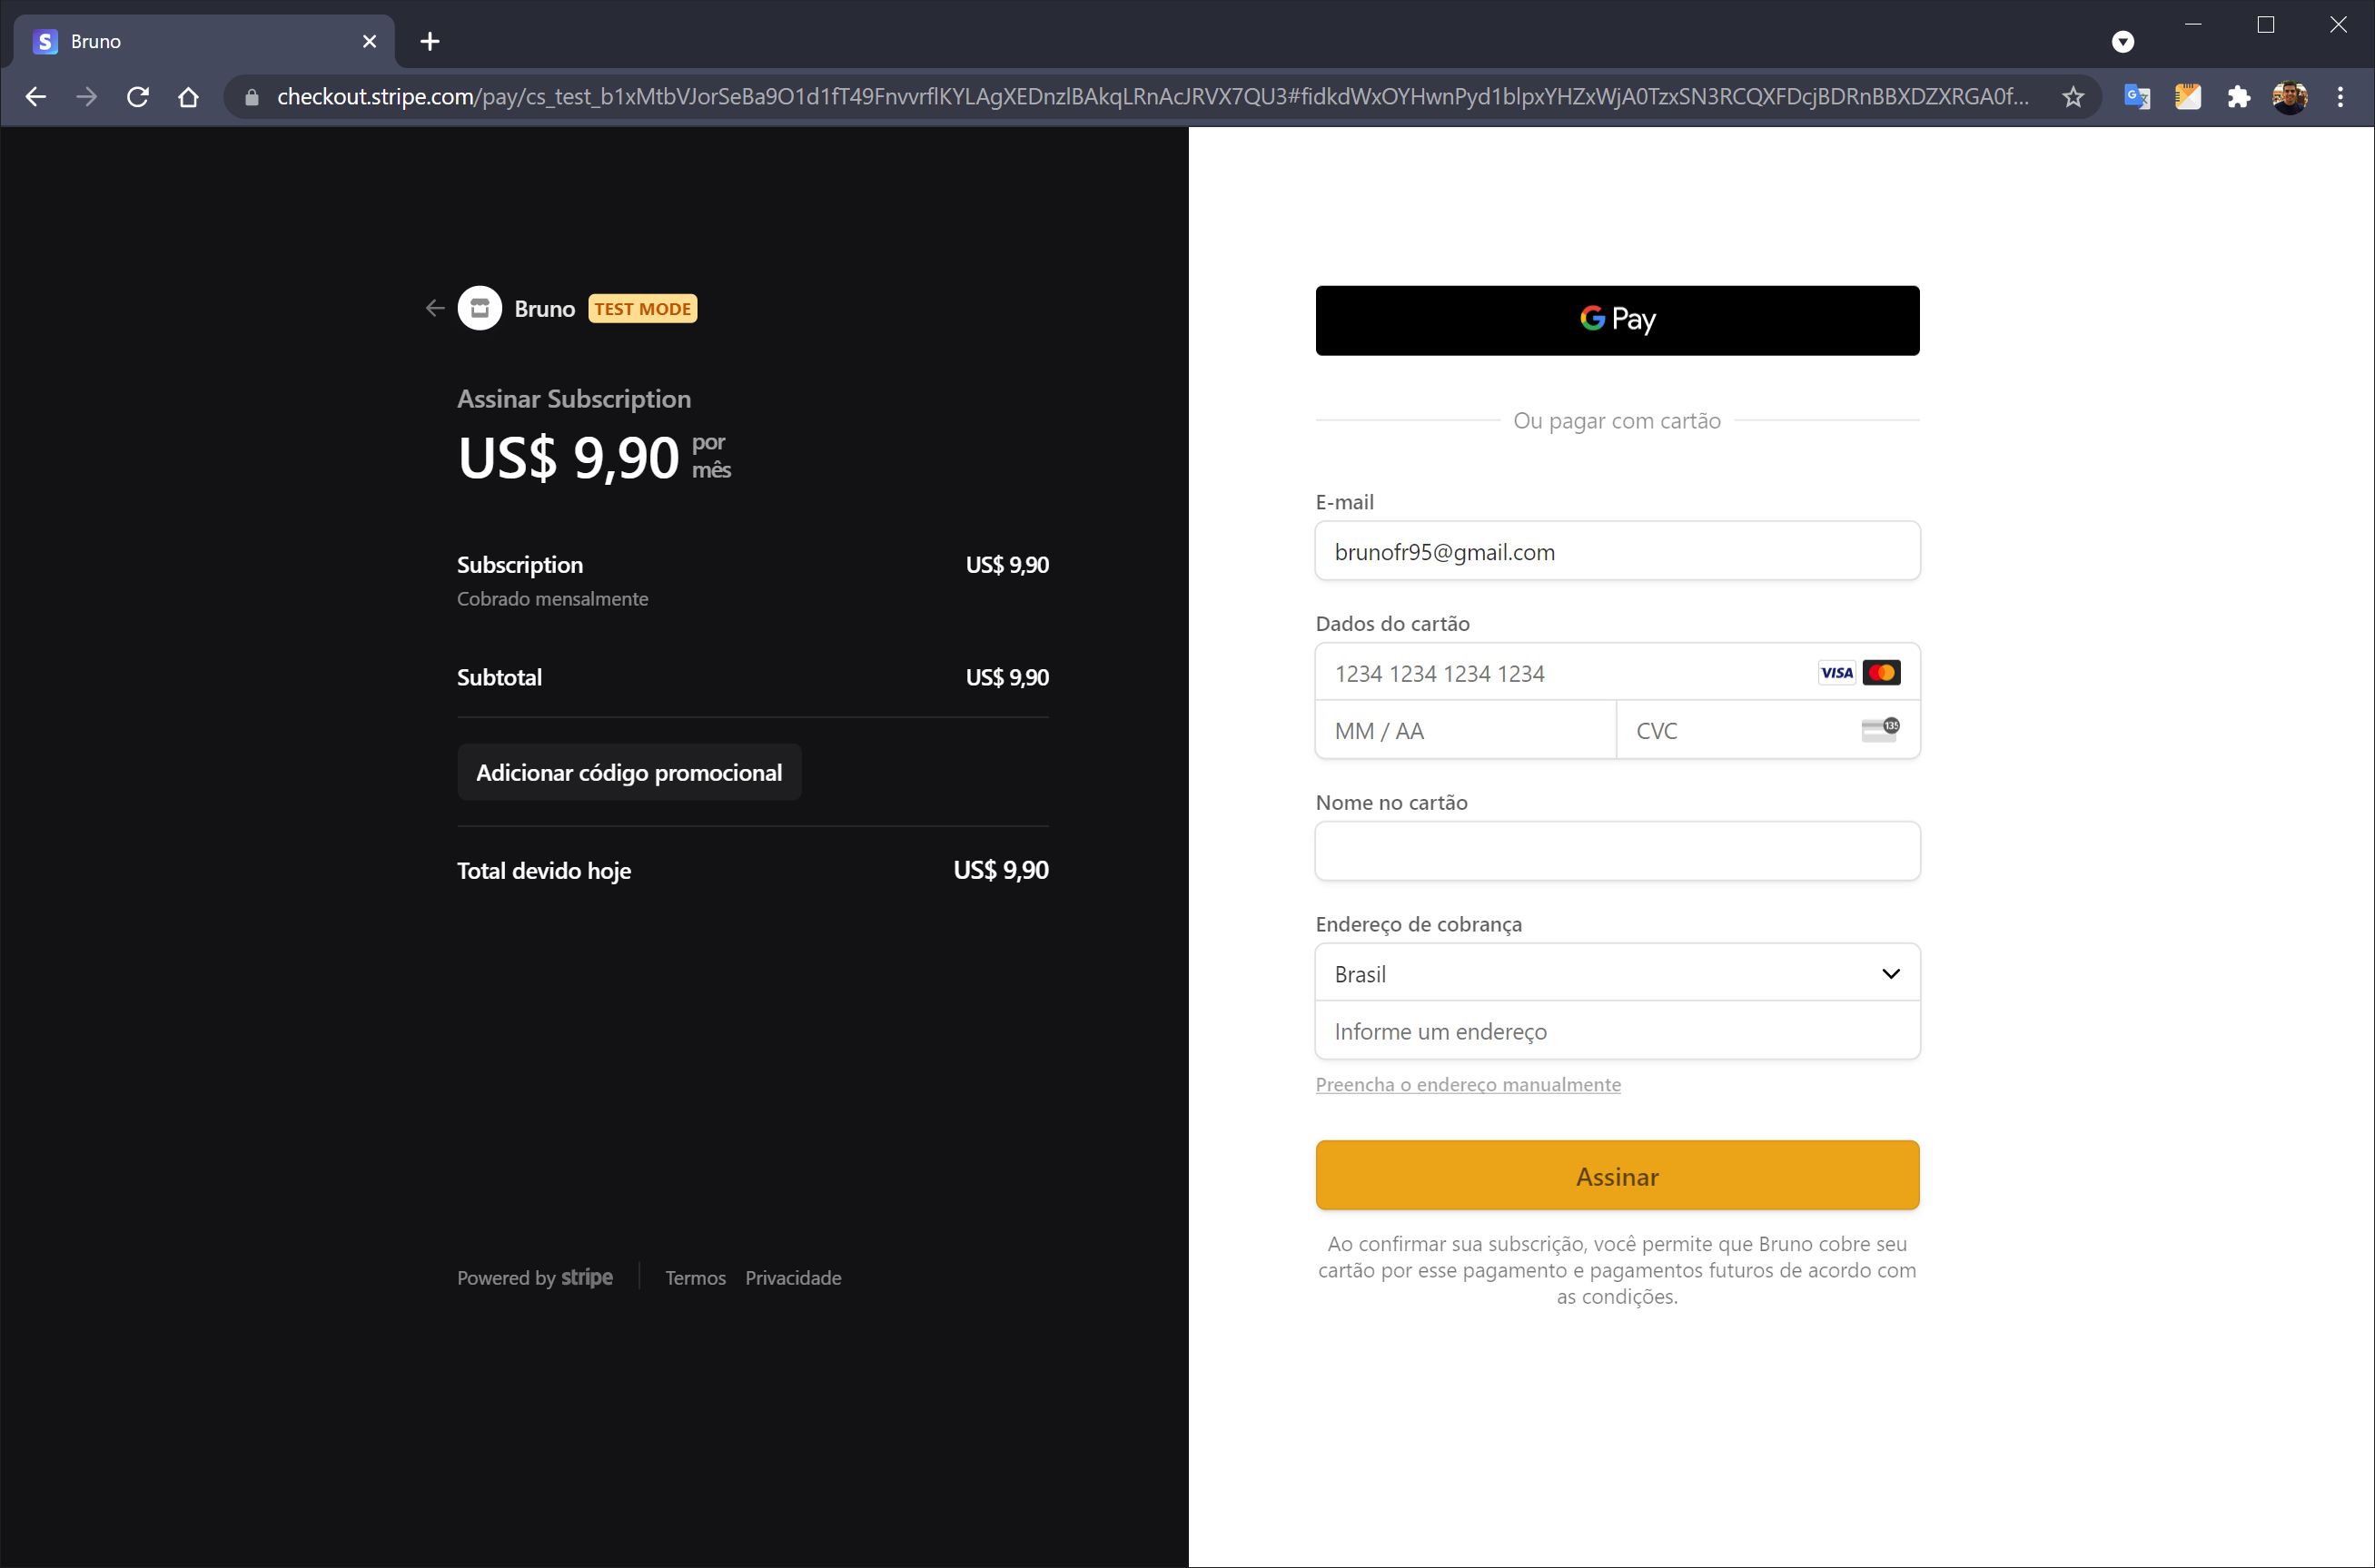 Bruno
checkout.stripe.com/pay/cs_test_b1xMtbVJorSeBa9O1d1fT49FnvvrflKYLAgXEDnzlBAkqLRnAcJRVX7QU3#fidkdWxOYHwnPyd1blpxYHZxWjA0TzxSN3RCQXFDcjBDRnBBXDZXRGA0f...
Bruno TEST MODE
Assinar Subscription
US$ 9,90 por mês
Subscription US$ 9,90
Cobrado mensalmente
Subtotal US$ 9,90
Adicionar código promocional
Total devido hoje US$ 9,90
Powered by stripe Termos Privacidade
G Pay
Ou pagar com cartão
E-mail
brunofr95@gmail.com
Dados do cartão
1234 1234 1234 1234 VISA
MM / AA CVC 135
Nome no cartão
Endereço de cobrança
Brasil
Informe um endereço
Preencha o endereço manualmente
Assinar
Ao confirmar sua subscrição, você permite que Bruno cobre seu
cartão por esse pagamento e pagamentos futuros de acordo com
as condições.